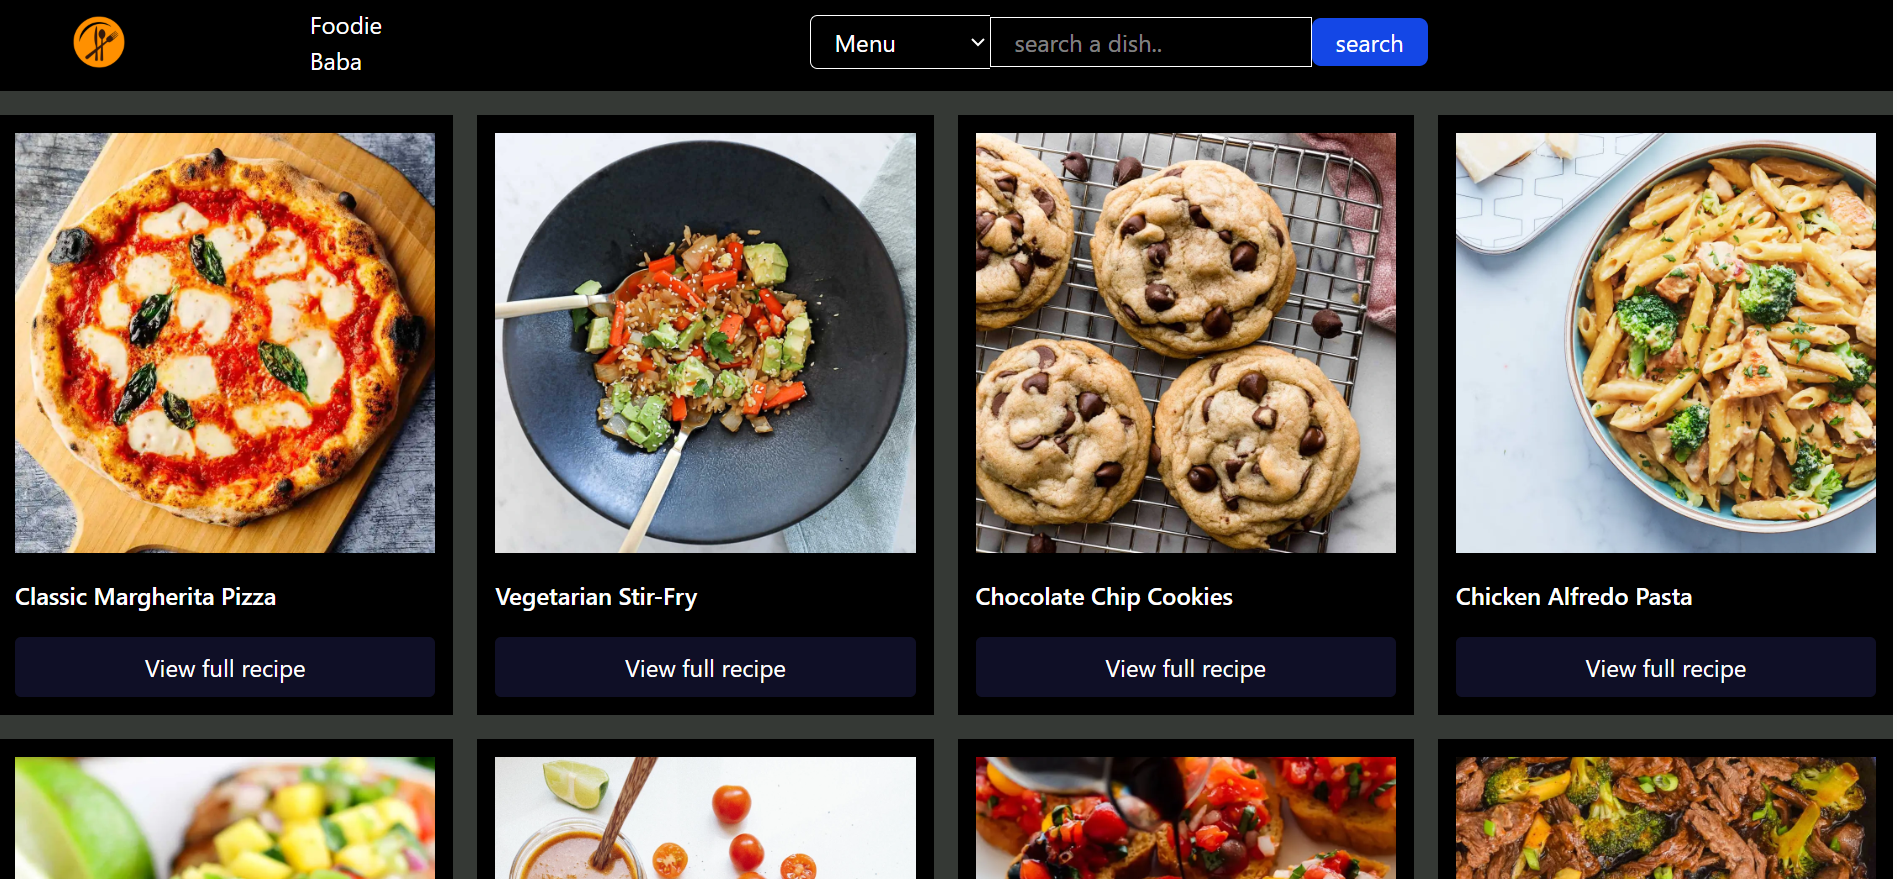 Foodie
Baba
Menu
search a dish..
search
Classic Margherita Pizza
Vegetarian Stir-Fry
Chocolate Chip Cookies
Chicken Alfredo Pasta
View full recipe
View full recipe
View full recipe
View full recipe